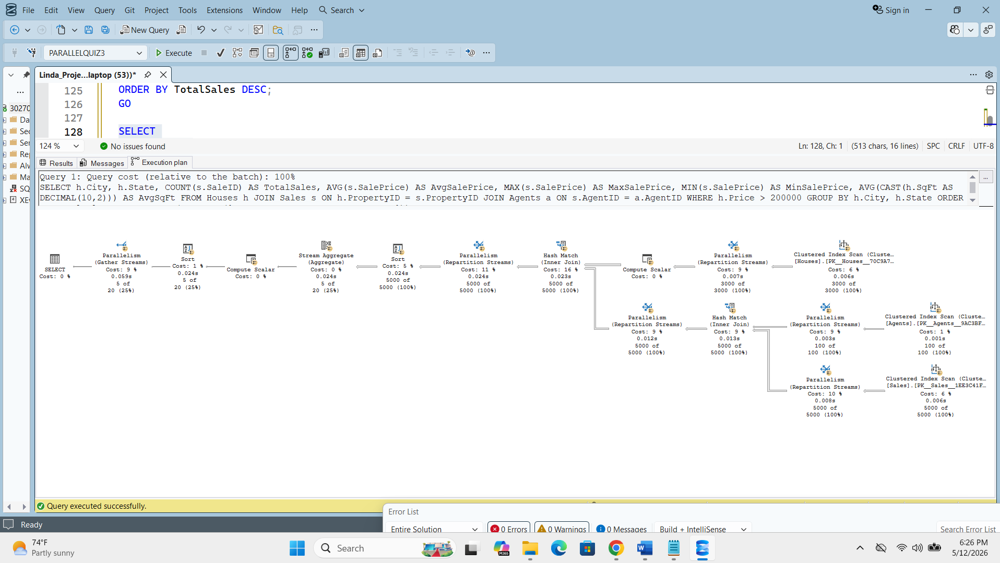 File Edit View Query Git Project Tools Extensions Window Help Search Sign in
New Query
PARALLELQUIZ3 Execute
Linda_Proje...laptop (53))*
125 ORDER BY TotalSales DESC;
126 GO
127
128 SELECT
30270
Da
Sec
Ser
Rep
Alv
Ma
SQ
XE
124 % No issues found Ln: 128, Ch: 1 (513 chars, 16 lines) SPC CRLF UTF-8
Results Messages Execution plan
Query 1: Query cost (relative to the batch): 100%
SELECT h.City, h.State, COUNT(s.SaleID) AS TotalSales, AVG(s.SalePrice) AS AvgSalePrice, MAX(s.SalePrice) AS MaxSalePrice, MIN(s.SalePrice) AS MinSalePrice, AVG(CAST(h.SqFt AS
DECIMAL(10,2))) AS AvgSqFt FROM Houses h JOIN Sales s ON h.PropertyID = s.PropertyID JOIN Agents a ON s.AgentID = a.AgentID WHERE h.Price > 200000 GROUP BY h.City, h.State ORDER
SELECT
Cost: 0 %
Parallelism
(Gather Streams)
Cost: 9 %
0.059s
5 of
20 (25%)
Sort
Cost: 1 %
0.024s
5 of
20 (25%)
Compute Scalar
Cost: 0 %
Stream Aggregate
(Aggregate)
Cost: 0 %
0.024s
5 of
20 (25%)
Sort
Cost: 5 %
0.024s
5000 of
5000 (100%)
Parallelism
(Repartition Streams)
Cost: 11 %
0.024s
5000 of
5000 (100%)
Hash Match
(Inner Join)
Cost: 16 %
0.023s
5000 of
5000 (100%)
Compute Scalar
Cost: 0 %
Parallelism
(Repartition Streams)
Cost: 9 %
0.007s
3000 of
3000 (100%)
Clustered Index Scan (Cluste...
[Houses].[PK__Houses__70C9A7...
Cost: 6 %
0.006s
3000 of
3000 (100%)
Parallelism
(Repartition Streams)
Cost: 9 %
0.012s
5000 of
5000 (100%)
Hash Match
(Inner Join)
Cost: 9 %
0.013s
5000 of
5000 (100%)
Parallelism
(Repartition Streams)
Cost: 9 %
0.003s
100 of
100 (100%)
Clustered Index Scan (Cluste...
[Agents].[PK__Agents__9AC3BF...
Cost: 1 %
0.001s
100 of
100 (100%)
Parallelism
(Repartition Streams)
Cost: 10 %
0.008s
5000 of
5000 (100%)
Clustered Index Scan (Cluste...
[Sales].[PK__Sales__1EE3C41F...
Cost: 6 %
0.006s
5000 of
5000 (100%)
Query executed successfully.
Error List
Entire Solution 0 Errors 0 Warnings 0 Messages Build + IntelliSense Search Error List
Ready
74°F
Partly sunny
Search
M365
6:26 PM
5/12/2026